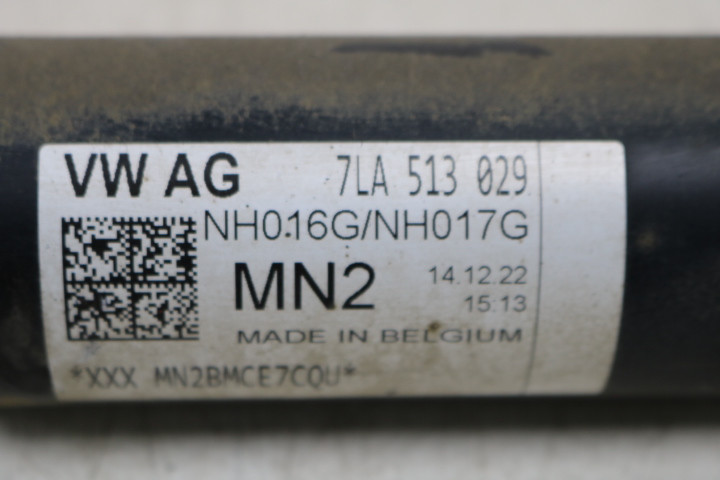 VW AG 7LA 513 029
NH016G/NH017G
MN2 14.12.22
15:13
MADE IN BELGIUM
*XXX MN2BMCE7CQU*